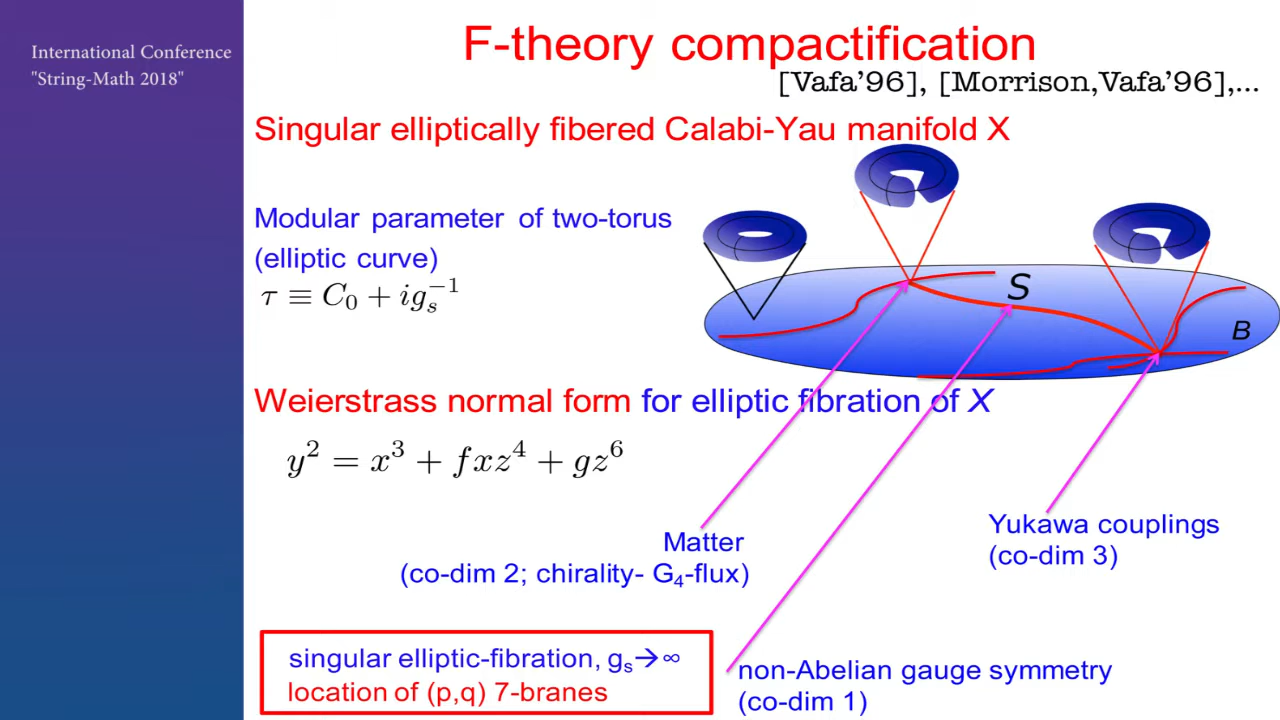 International Conference
"String-Math 2018"
F-theory compactification
[Vafa’96], [Morrison,Vafa’96],...
Singular elliptically fibered Calabi-Yau manifold X
Modular parameter of two-torus
(elliptic curve)
τ ≡ C₀ + ig_s⁻¹
S
B
Weierstrass normal form for elliptic fibration of X
y² = x³ + fxz⁴ + gz⁶
Yukawa couplings
(co-dim 3)
Matter
(co-dim 2; chirality- G₄-flux)
singular elliptic-fibration, gₛ→∞
location of (p,q) 7-branes
non-Abelian gauge symmetry
(co-dim 1)